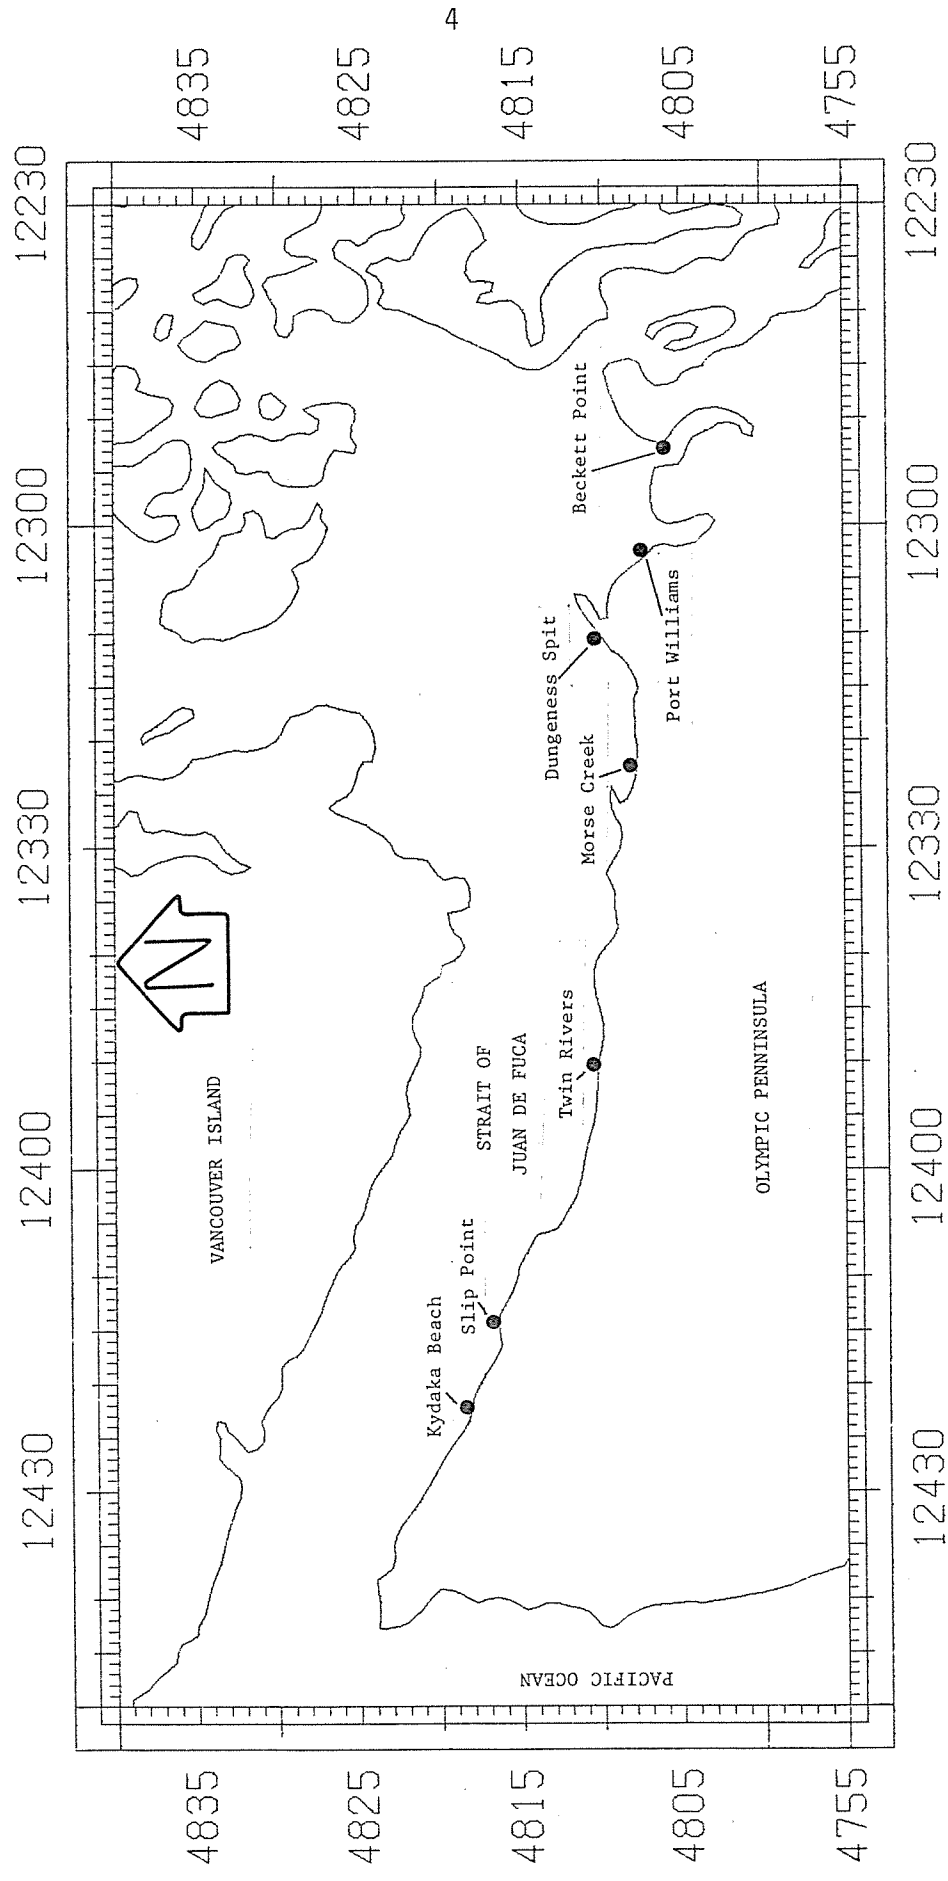 4
12430
12400
12330
12300
12230
4835
4825
4815
4805
4755
4835
4825
4815
4805
4755
N
VANCOUVER ISLAND
STRAIT OF
JUAN DE FUCA
Kydaka Beach
Slip Point
Twin Rivers
Morse Creek
Dungeness Spit
Port Williams
Beckett Point
OLYMPIC PENNINSULA
PACIFIC OCEAN
12430
12400
12330
12300
12230